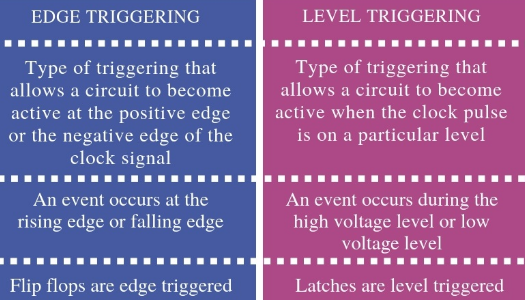 EDGE TRIGGERING
Type of triggering that
allows a circuit to become
active at the positive edge
or the negative edge of the
clock signal
An event occurs at the
rising edge or falling edge
Flip flops are edge triggered
LEVEL TRIGGERING
Type of triggering that
allows a circuit to become
active when the clock pulse
is on a particular level
An event occurs during the
high voltage level or low
voltage level
Latches are level triggered